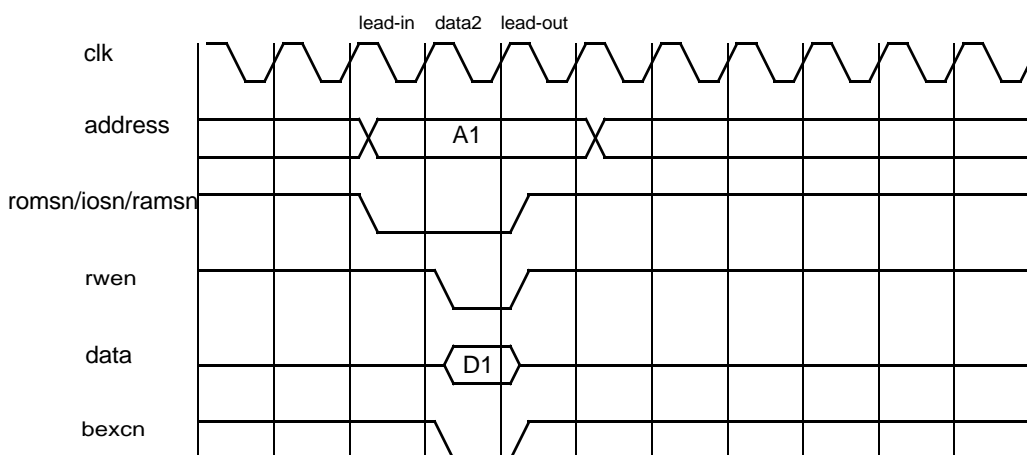 lead-in data2 lead-out
clk
address A1
romsn/iosn/ramsn
rwen
data D1
bexcn